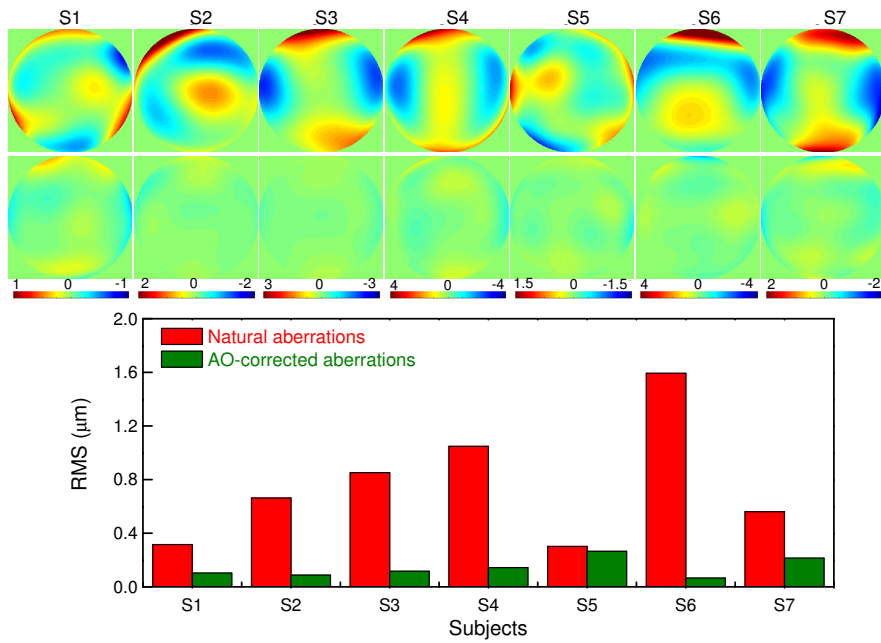 S1 S2 S3 S4 S5 S6 S7
1 0 -1 2 0 -2 3 0 -3 4 0 -4 1.5 0 -1.5 4 0 -4 2 0 -2
2.0
Natural aberrations
AO-corrected aberrations
1.6
1.2
0.8
0.4
0.0
RMS (μm)
S1 S2 S3 S4 S5 S6 S7
Subjects